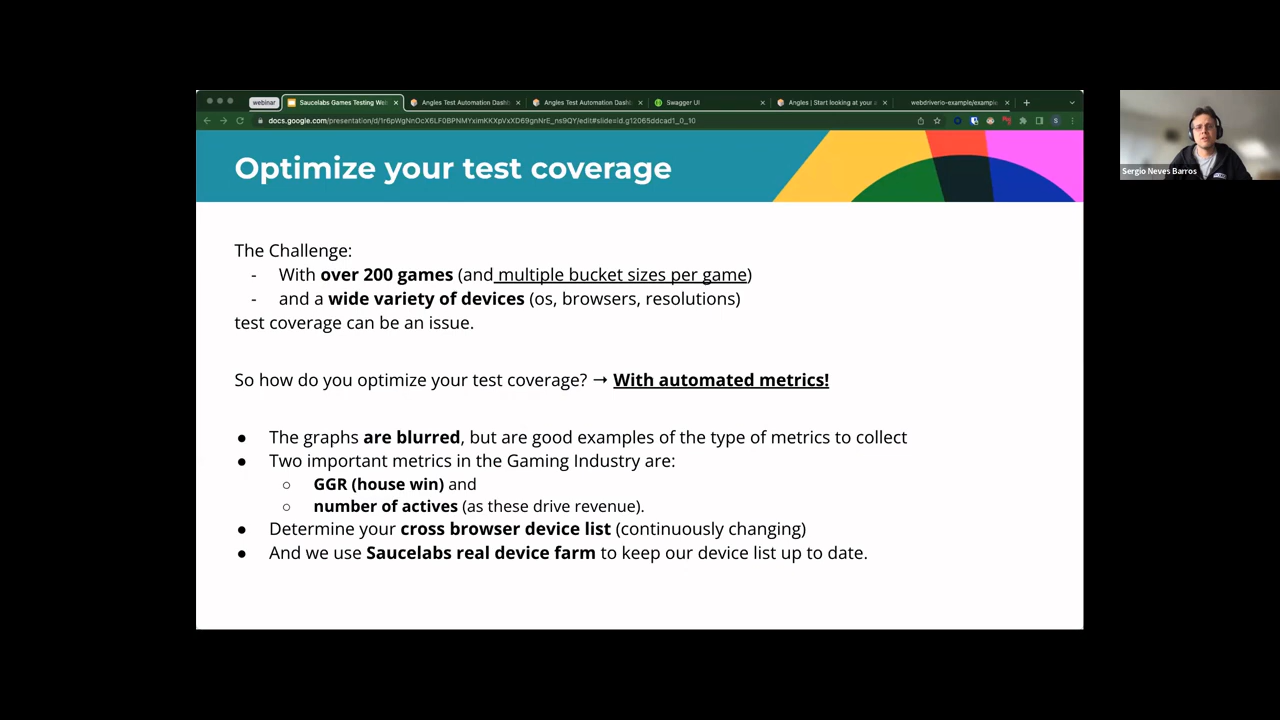 webinar
Saucelabs Games Testing We
Angles Test Automation Dash
Angles Test Automation Dash
Swagger UI
Angles | Start looking at your a
webdriverio-example/example
docs.google.com/presentation/d/1r6pWgNnOcX6LF0BPNMYximKKXpVxXD69gnNrE_ns9QY/edit#slide=id.g12065ddcad1_0_10
S
Optimize your test coverage
Sergio Neves Barros
The Challenge:
- With over 200 games (and multiple bucket sizes per game)
- and a wide variety of devices (os, browsers, resolutions)
test coverage can be an issue.
So how do you optimize your test coverage? → With automated metrics!
● The graphs are blurred, but are good examples of the type of metrics to collect
● Two important metrics in the Gaming Industry are:
○ GGR (house win) and
○ number of actives (as these drive revenue).
● Determine your cross browser device list (continuously changing)
● And we use Saucelabs real device farm to keep our device list up to date.